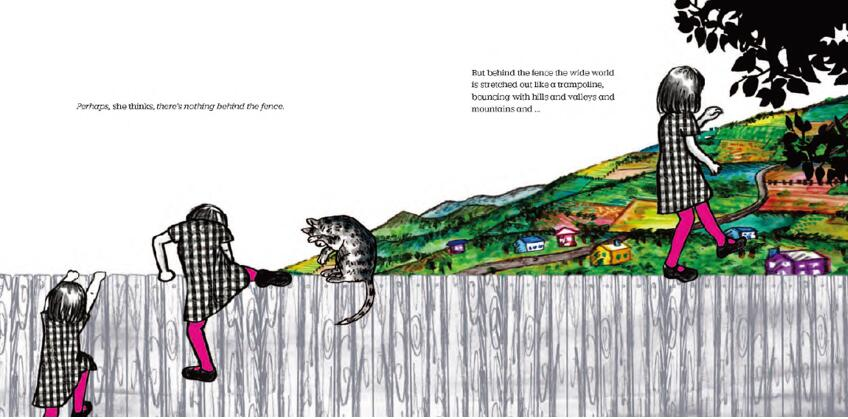 Perhaps, she thinks, there's nothing behind the fence.
But behind the fence the wide world
is stretched out like a trampoline,
bouncing with hills and valleys and
mountains and ...